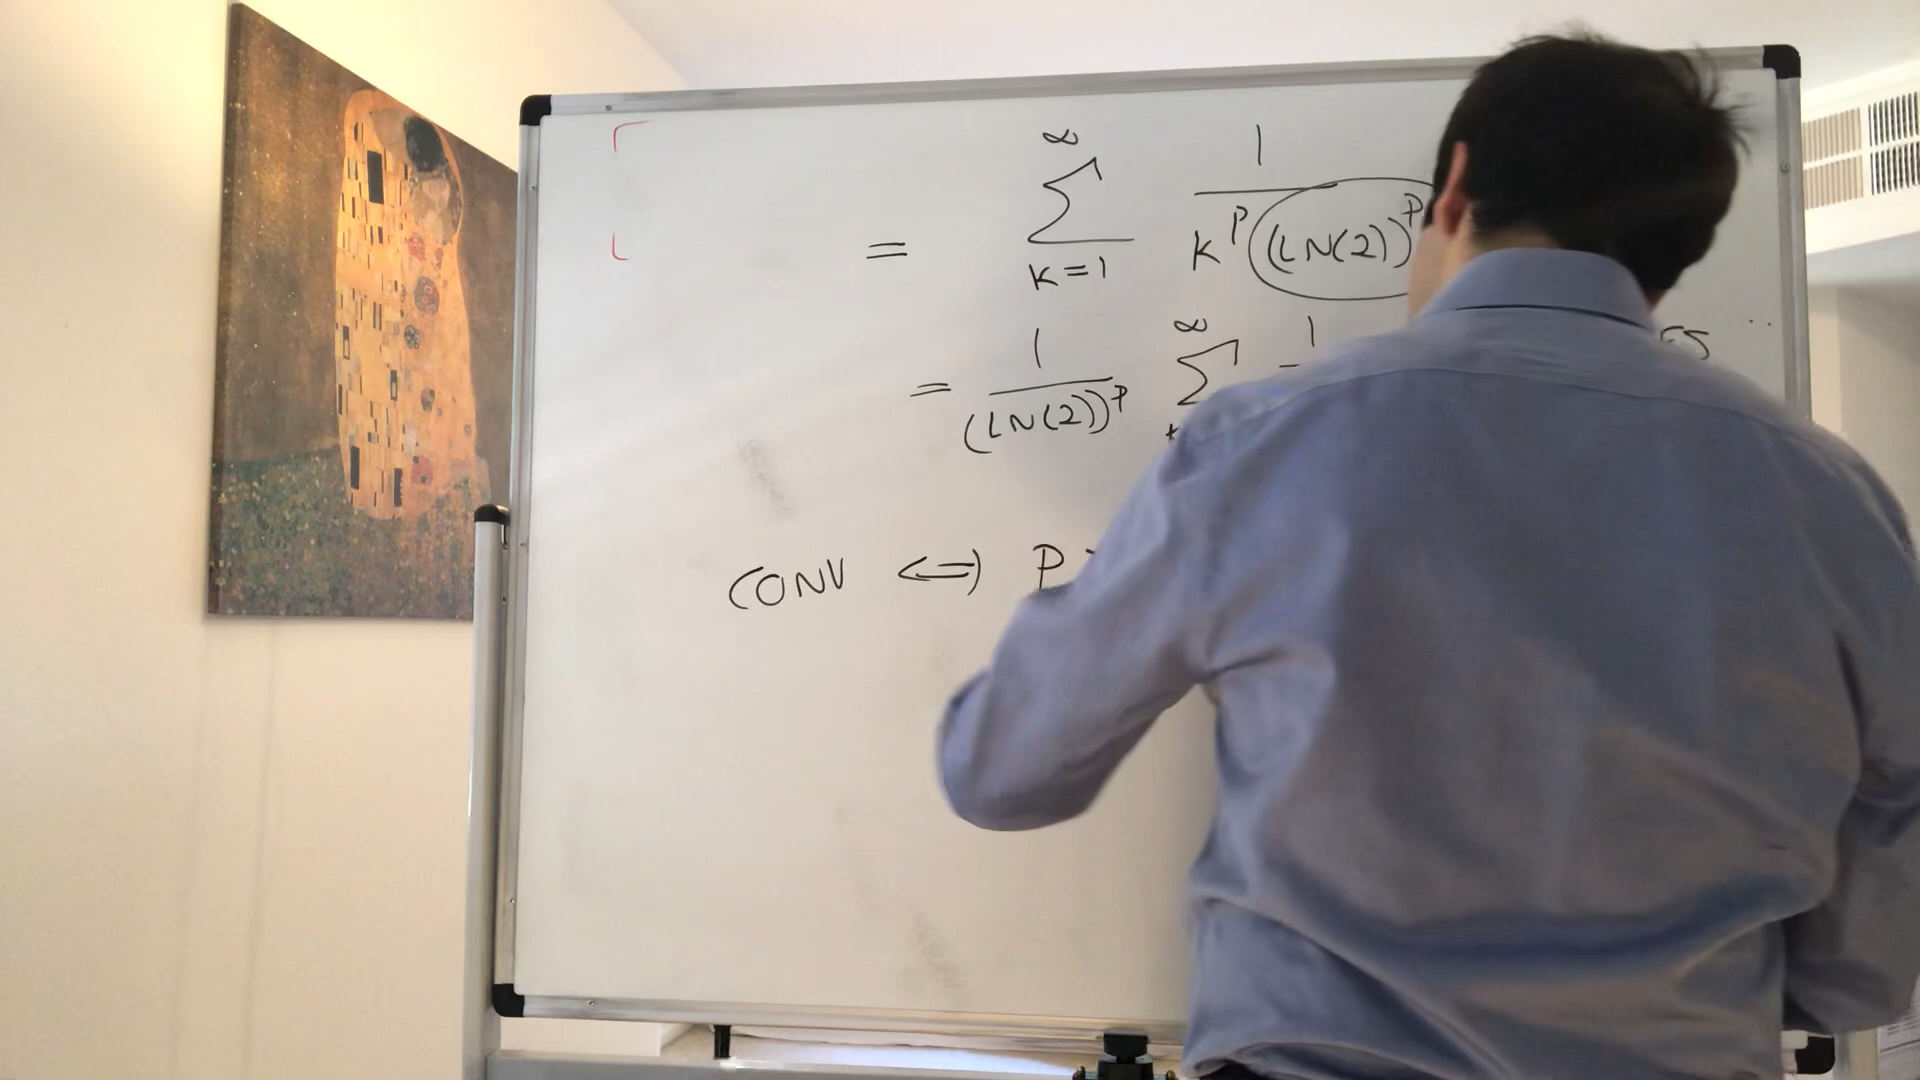 = ∞ ∑ K=1 1 / K^P (LN(2))^P
= 1 / (LN(2))^P ∞ ∑ 1
CONV <=> P